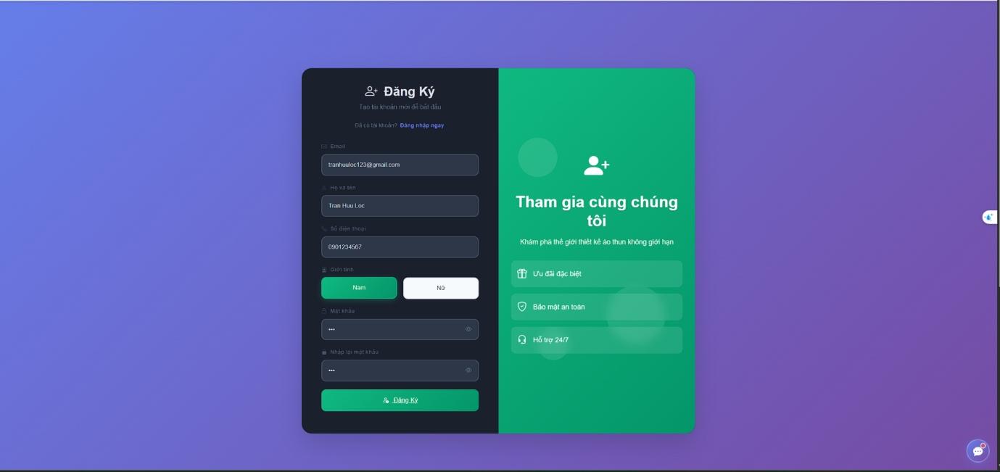 Đăng Ký
Tạo tài khoản mới để bắt đầu
Đã có tài khoản? Đăng nhập ngay
Email
tranhuuloc123@gmail.com
Họ và tên
Tran Huu Loc
Số điện thoại
0901234567
Giới tính
Nam
Nữ
Mật khẩu
•••
Nhập lại mật khẩu
•••
Đăng Ký
Tham gia cùng chúng
tôi
Khám phá thế giới thiết kế áo thun không giới hạn
Ưu đãi đặc biệt
Bảo mật an toàn
Hỗ trợ 24/7